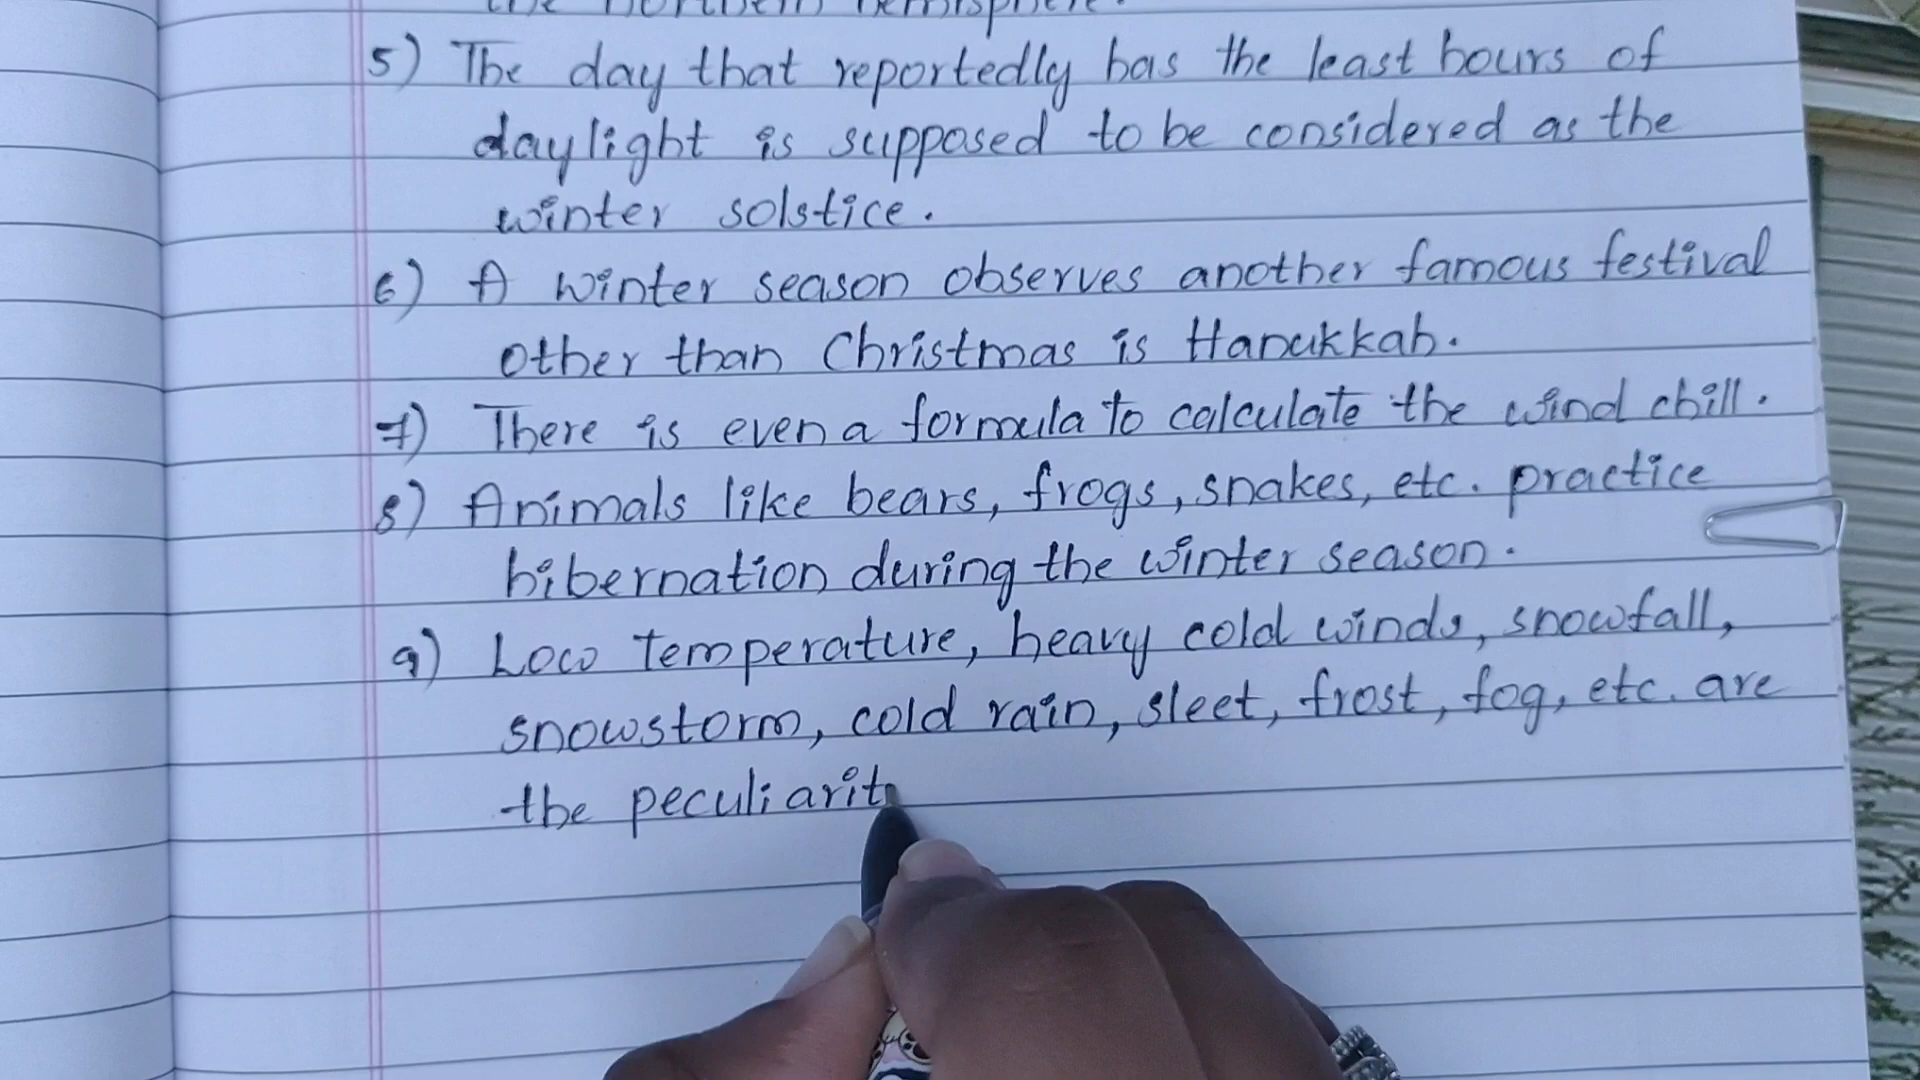 the northern hemisphere.
5) The day that reportedly has the least hours of
daylight is supposed to be considered as the
winter solstice.
6) A winter season observes another famous festival
other than Christmas is Hanukkah.
7) There is even a formula to calculate the wind chill.
8) Animals like bears, frogs, snakes, etc. practice
hibernation during the winter season.
9) Low temperature, heavy cold winds, snowfall,
snowstorm, cold rain, sleet, frost, fog, etc. are
the peculiarit